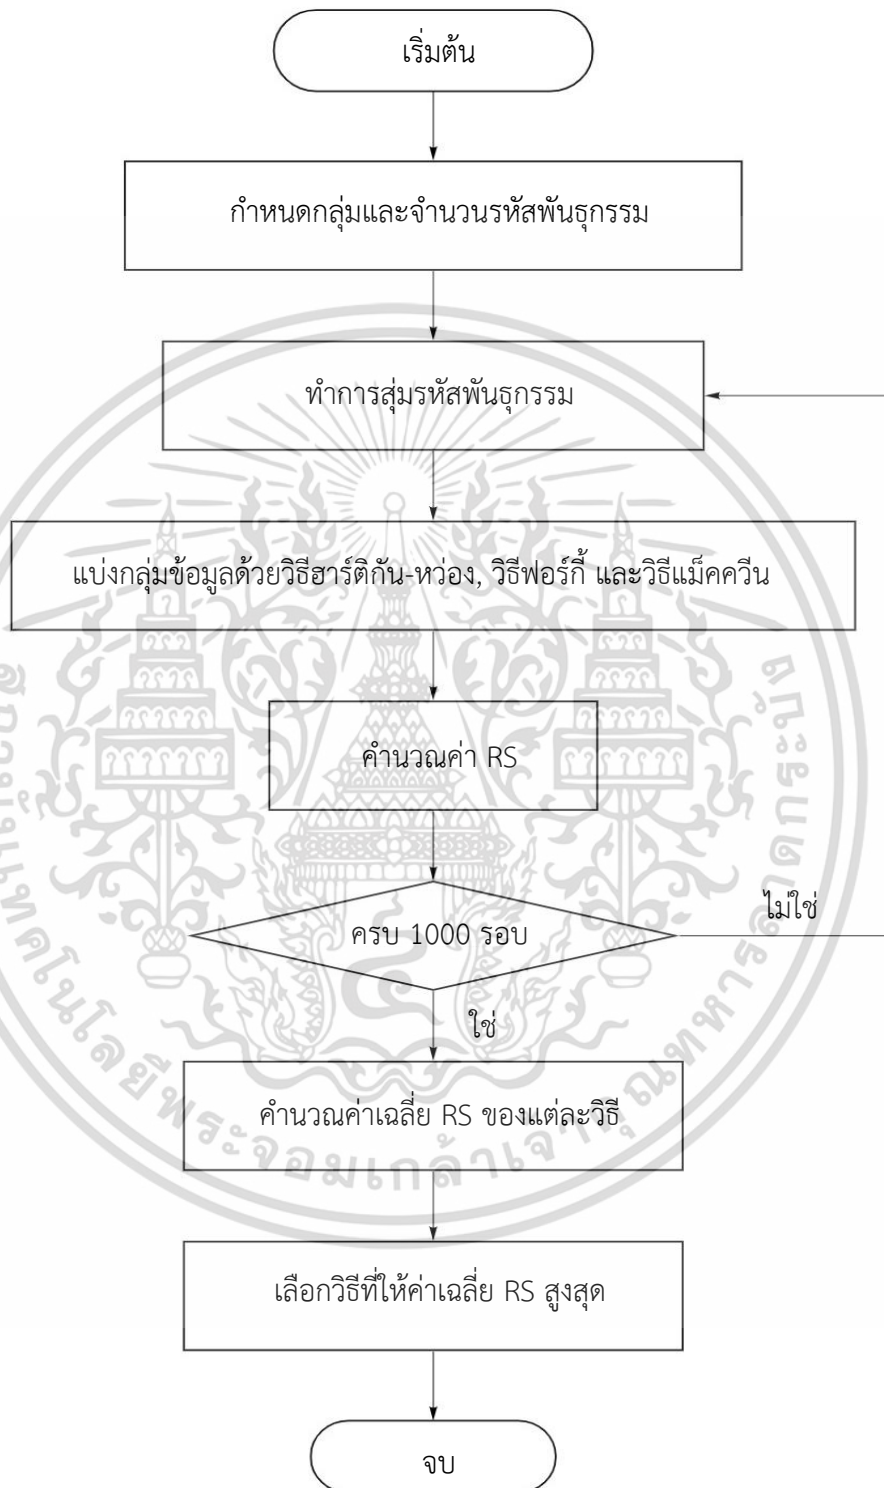 เริ่มต้น
กำหนดกลุ่มและจำนวนรหัสพันธุกรรม
ทำการสุ่มรหัสพันธุกรรม
แบ่งกลุ่มข้อมูลด้วยวิธีฮาร์ติกัน-หว่อง, วิธีฟอร์กี้ และวิธีแม็คควีน
คำนวณค่า RS
ครบ 1000 รอบ
ไม่ใช่
ใช่
คำนวณค่าเฉลี่ย RS ของแต่ละวิธี
เลือกวิธีที่ให้ค่าเฉลี่ย RS สูงสุด
จบ